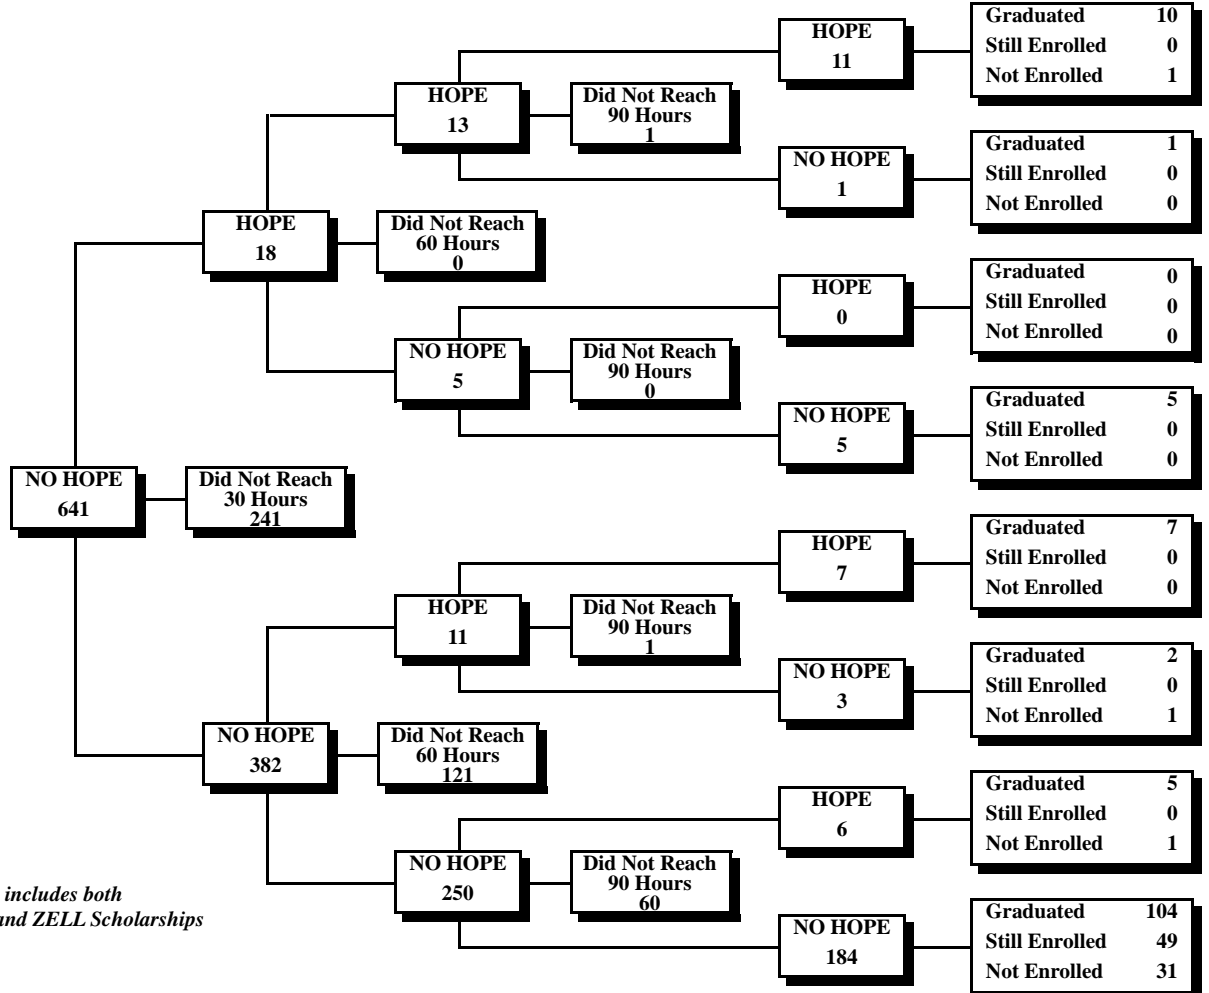 Graduated 10
Still Enrolled 0
Not Enrolled 1
HOPE
11
HOPE
13
Did Not Reach
90 Hours
1
NO HOPE
1
Graduated 1
Still Enrolled 0
Not Enrolled 0
HOPE
18
Did Not Reach
60 Hours
0
HOPE
0
Graduated 0
Still Enrolled 0
Not Enrolled 0
NO HOPE
5
Did Not Reach
90 Hours
0
NO HOPE
5
Graduated 5
Still Enrolled 0
Not Enrolled 0
NO HOPE
641
Did Not Reach
30 Hours
241
HOPE
7
Graduated 7
Still Enrolled 0
Not Enrolled 0
HOPE
11
Did Not Reach
90 Hours
1
NO HOPE
3
Graduated 2
Still Enrolled 0
Not Enrolled 1
NO HOPE
382
Did Not Reach
60 Hours
121
HOPE
6
Graduated 5
Still Enrolled 0
Not Enrolled 1
NO HOPE
250
Did Not Reach
90 Hours
60
NO HOPE
184
Graduated 104
Still Enrolled 49
Not Enrolled 31
includes both
and ZELL Scholarships